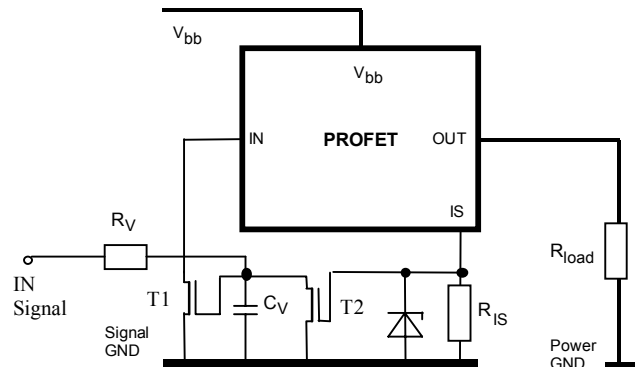 V_bb
V_bb
IN
PROFET
OUT
IS
R_V
IN
Signal
T1
C_V
T2
R_IS
R_load
Signal
GND
Power
GND